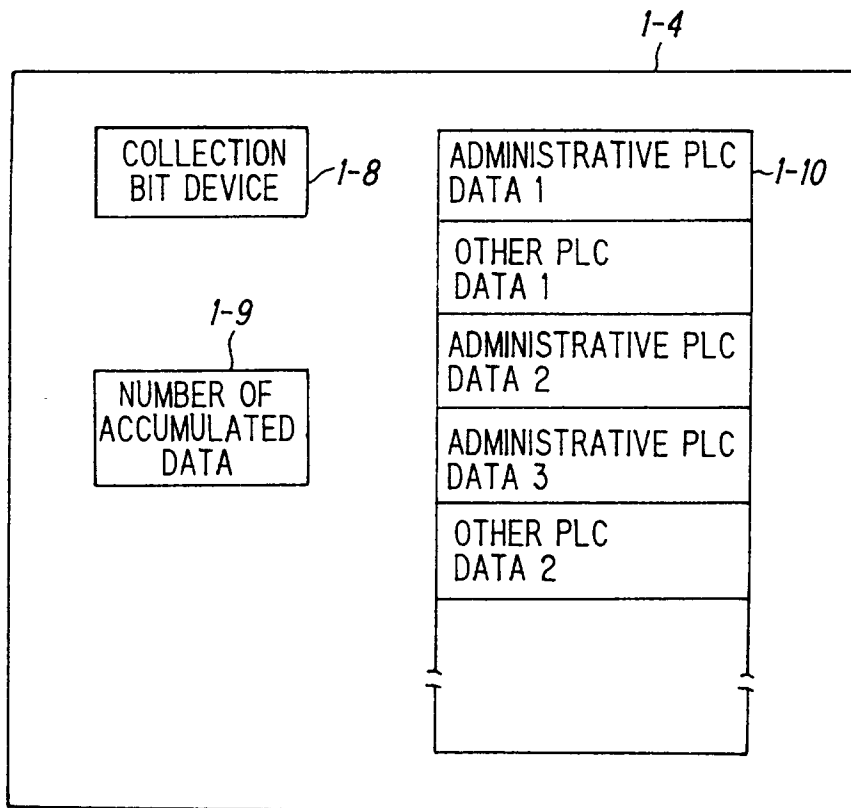 1-4
COLLECTION
BIT DEVICE
1-8
1-9
NUMBER OF
ACCUMULATED
DATA
ADMINISTRATIVE PLC
DATA 1
1-10
OTHER PLC
DATA 1
ADMINISTRATIVE PLC
DATA 2
ADMINISTRATIVE PLC
DATA 3
OTHER PLC
DATA 2